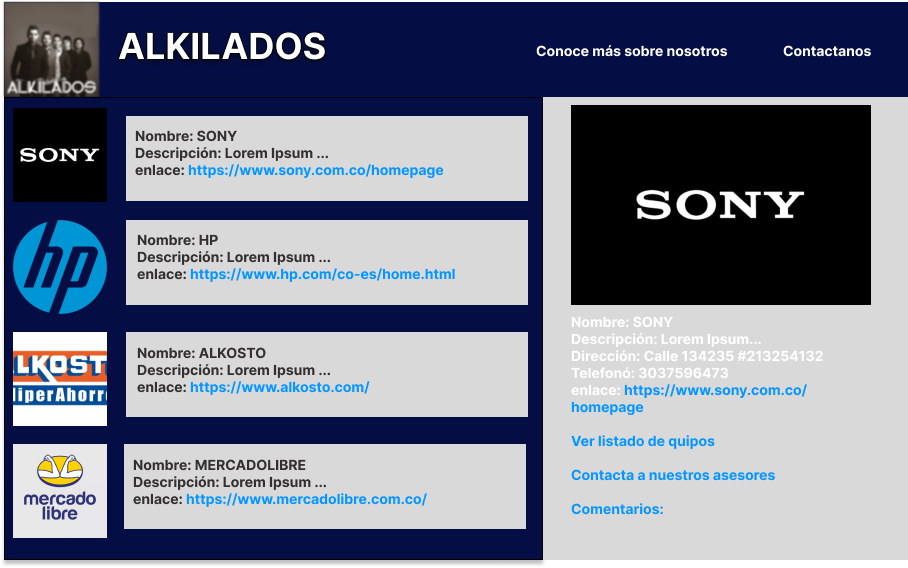 ALKILADOS
ALKILADOS
Conoce más sobre nosotros
Contactanos
SONY
Nombre: SONY
Descripción: Lorem Ipsum ...
enlace: https://www.sony.com.co/homepage
hp
Nombre: HP
Descripción: Lorem Ipsum ...
enlace: https://www.hp.com/co-es/home.html
ALKOST
HiperAhorr
Nombre: ALKOSTO
Descripción: Lorem Ipsum ...
enlace: https://www.alkosto.com/
mercado
libre
Nombre: MERCADOLIBRE
Descripción: Lorem Ipsum ...
enlace: https://www.mercadolibre.com.co/
SONY
Nombre: SONY
Descripción: Lorem Ipsum...
Dirección: Calle 134235 #213254132
Telefonó: 3037596473
enlace: https://www.sony.com.co/
homepage
Ver listado de quipos
Contacta a nuestros asesores
Comentarios: